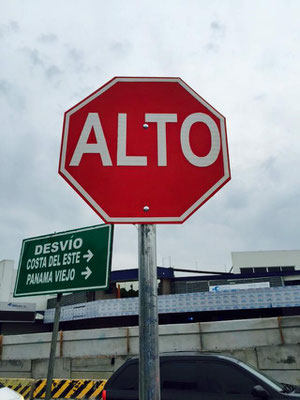 ALTO
DESVÍO
COSTA DEL ESTE →
PANAMA VIEJO →